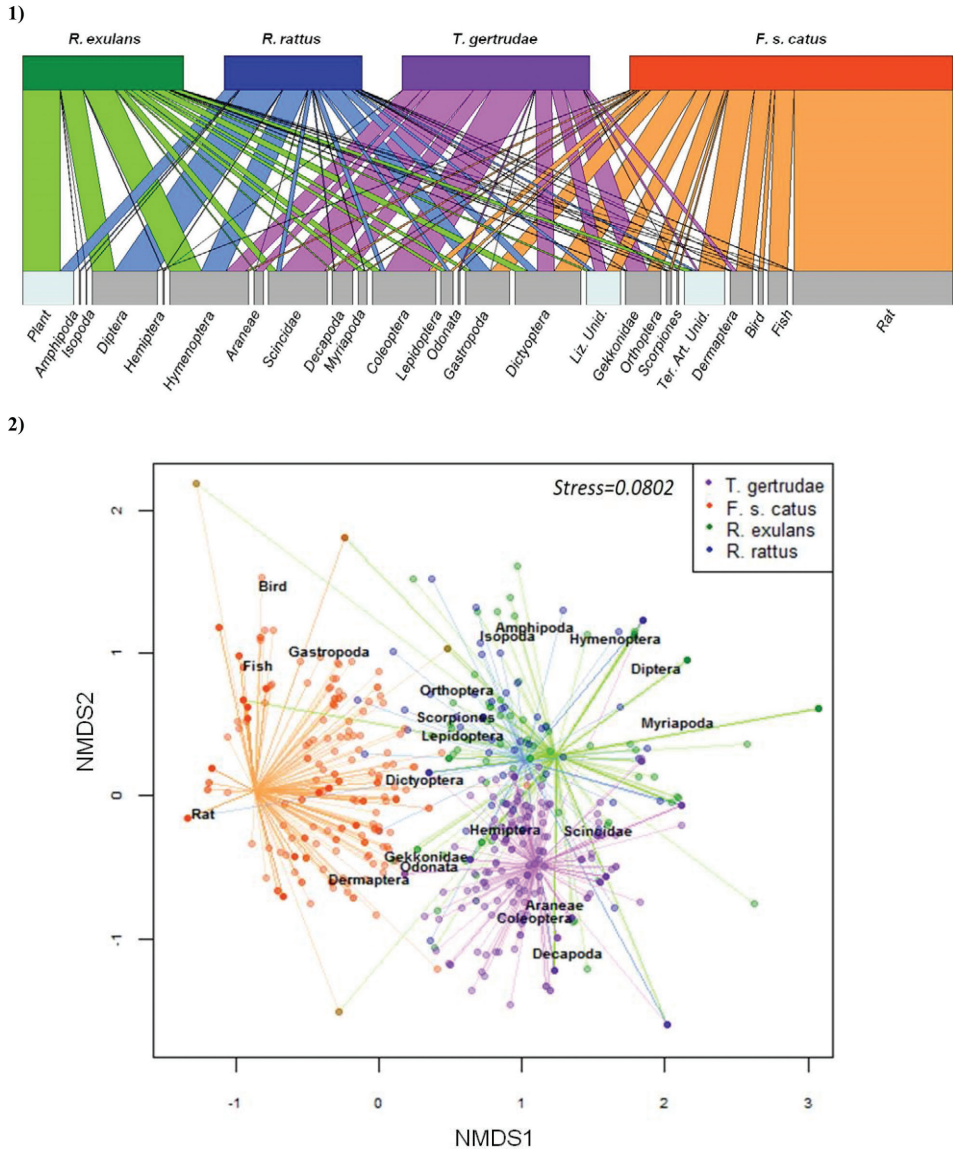 1)
R. exulans R. rattus T. gertrudae F. s. catus
Plant Amphipoda Isopoda Diptera Hemiptera Hymenoptera Araneae Scincidae Decapoda Myriapoda Coleoptera Lepidoptera Odonata Gastropoda Dictyoptera Liz. Unid. Gekkonidae Orthoptera Scorpiones Ter. Art. Unid. Dermaptera Bird Fish Rat
2)
Stress=0.0802
T. gertrudae
F. s. catus
R. exulans
R. rattus
2
Bird
Amphipoda
Isopoda
Hymenoptera
1
Gastropoda
Fish
Diptera
Orthoptera
Scorpiones
Myriapoda
Lepidoptera
NMDS2
0
Dictyoptera
Rat
Hemiptera
Scincidae
Gekkonidae
Odonata
Dermaptera
Araneae
Coleoptera
-1
Decapoda
-1 0 1 2 3
NMDS1